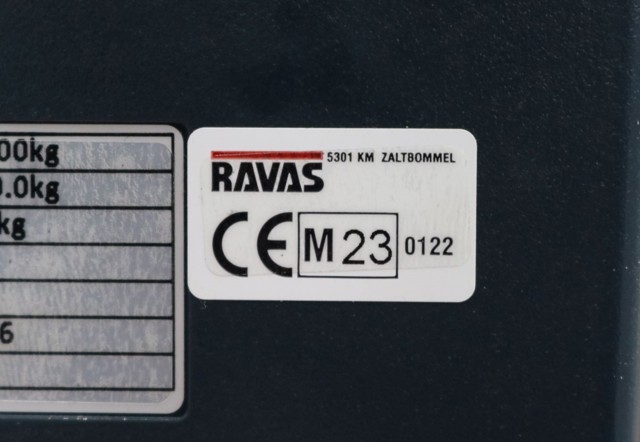 00kg
0.0kg
kg
6
5301 KM ZALTBOMMEL
RAVAS
CE M23 0122